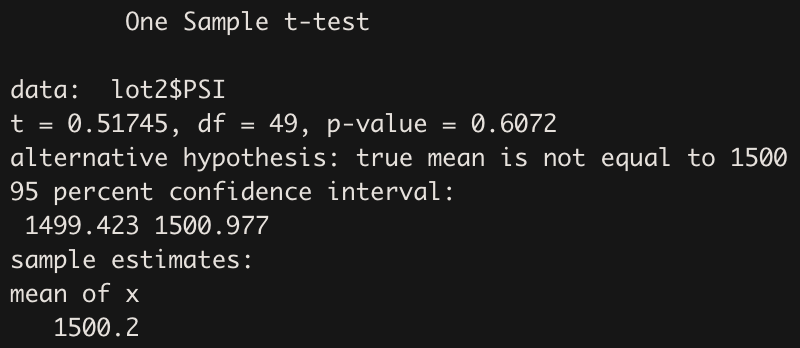 One Sample t-test
data:  lot2$PSI
t = 0.51745, df = 49, p-value = 0.6072
alternative hypothesis: true mean is not equal to 1500
95 percent confidence interval:
1499.423 1500.977
sample estimates:
mean of x
1500.2